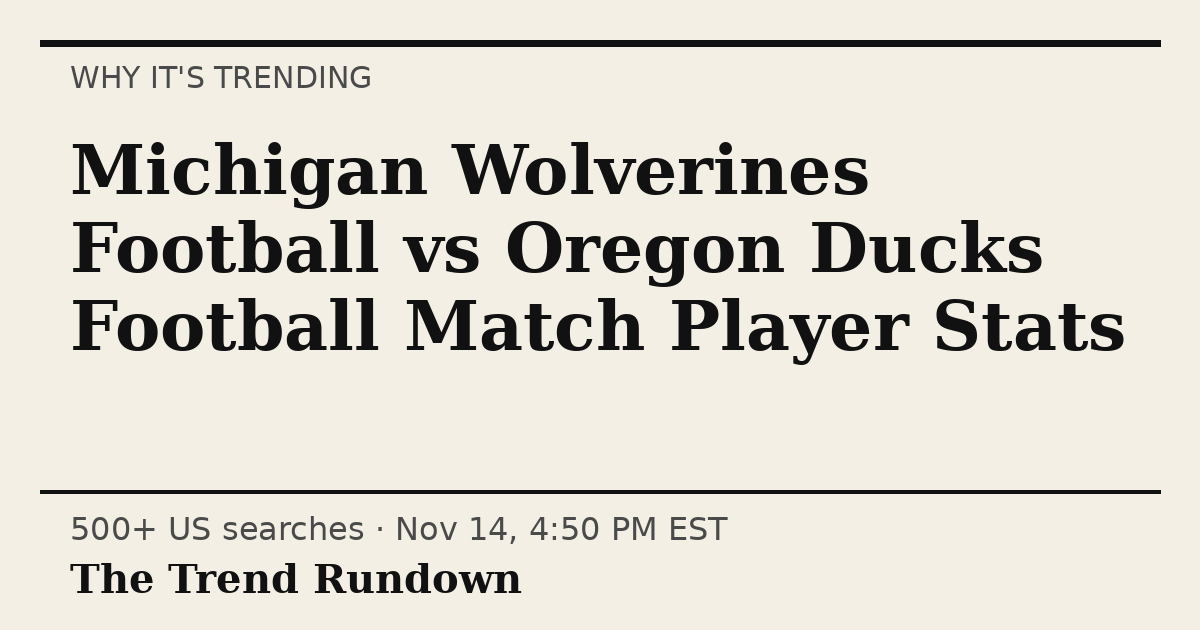 WHY IT'S TRENDING
Michigan Wolverines
Football vs Oregon Ducks
Football Match Player Stats
500+ US searches · Nov 14, 4:50 PM EST
The Trend Rundown